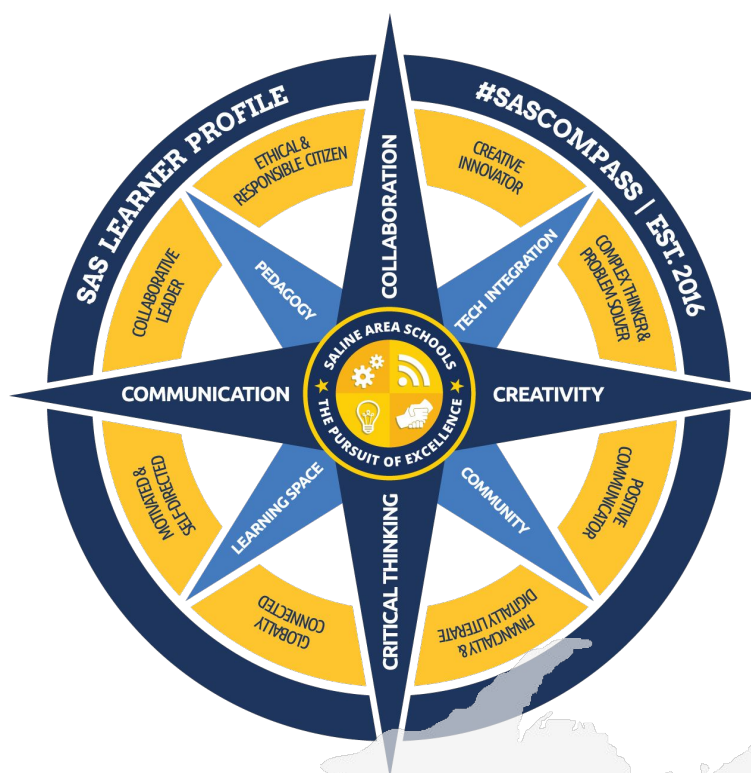 SAS LEARNER PROFILE
#SASCOMPASS | EST. 2016
ETHICAL &
RESPONSIBLE CITIZEN
CREATIVE
INNOVATOR
COLLABORATIVE
LEADER
COMPLEX THINKER &
PROBLEM SOLVER
COLLABORATION
PEDAGOGY
TECH INTEGRATION
SALINE AREA SCHOOLS
COMMUNICATION
CREATIVITY
THE PURSUIT OF EXCELLENCE
LEARNING SPACE
COMMUNITY
CRITICAL THINKING
MOTIVATED &
SELF-DIRECTED
POSITIVE
COMMUNICATOR
GLOBALLY
CONNECTED
FINANCIALLY &
DIGITALLY LITERATE